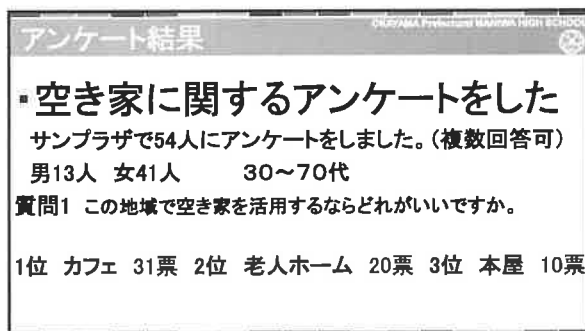 OKAYAMA Prefectural MANIWA HIGH SCHOOL
アンケート結果
▪空き家に関するアンケートをした
サンプラザで54人にアンケートをしました。(複数回答可)
男13人 女41人 30～70代
質問1 この地域で空き家を活用するならどれがいいですか。
1位 カフェ 31票 2位 老人ホーム 20票 3位 本屋 10票